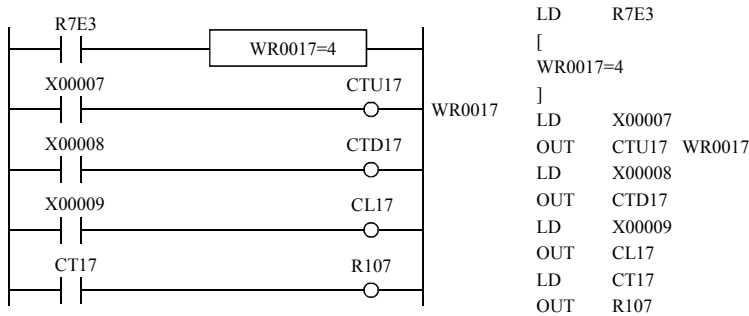 R7E3
WR0017=4
X00007 CTU17
WR0017
X00008 CTD17
X00009 CL17
CT17 R107
LD R7E3
[
WR0017=4
]
LD X00007
OUT CTU17 WR0017
LD X00008
OUT CTD17
LD X00009
OUT CL17
LD CT17
OUT R107